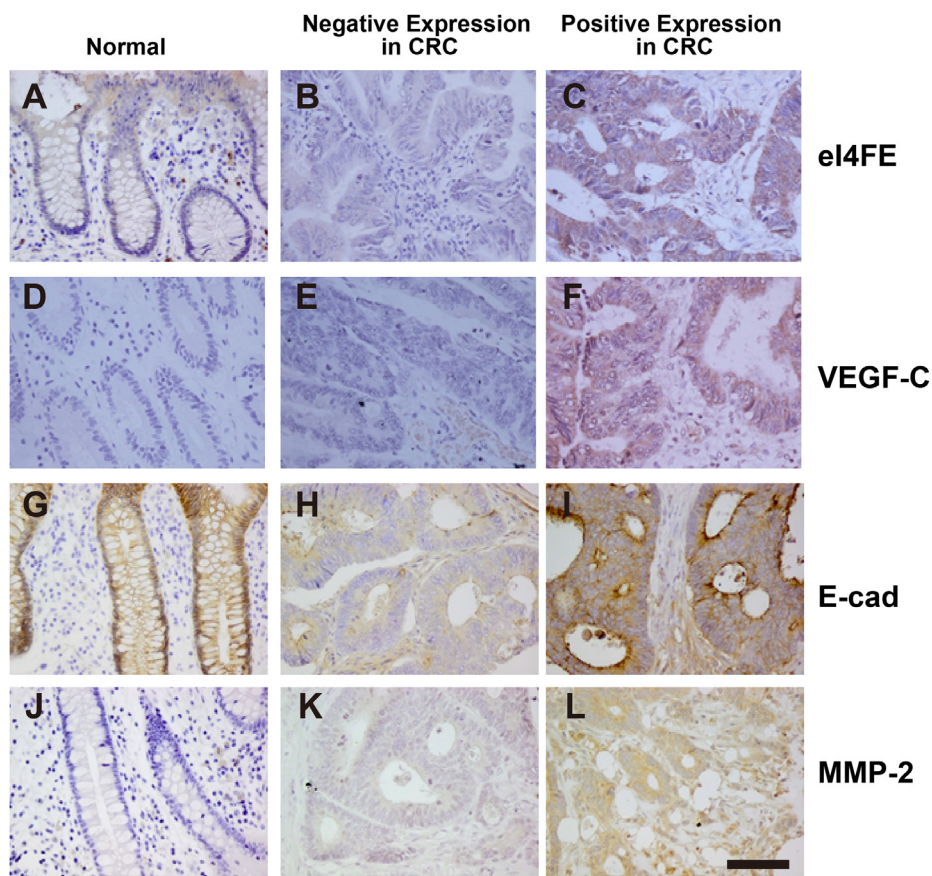 Normal
Negative Expression
in CRC
Positive Expression
in CRC
A
B
C
eI4FE
D
E
F
VEGF-C
G
H
I
E-cad
J
K
L
MMP-2